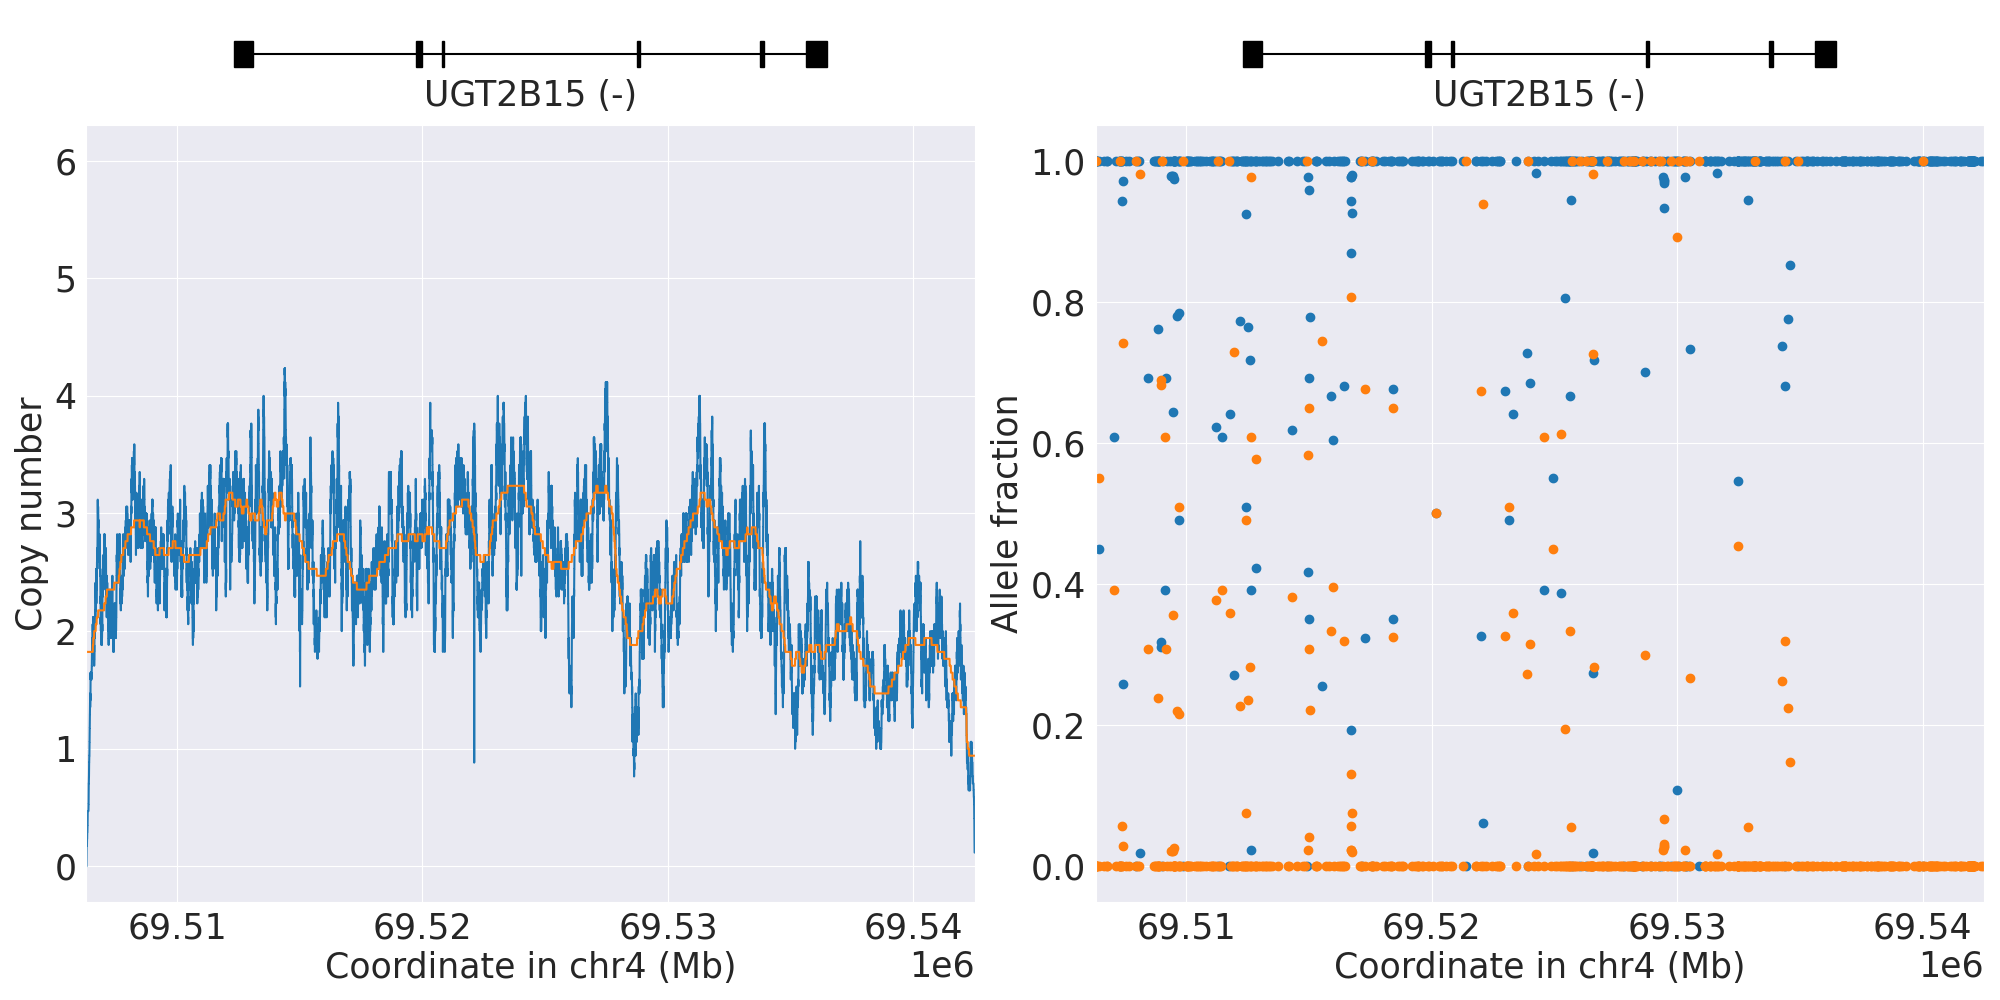 UGT2B15 (-)
Copy number
6
5
4
3
2
1
0
69.51 69.52 69.53 69.54
Coordinate in chr4 (Mb) 1e6
UGT2B15 (-)
Allele fraction
1.0
0.8
0.6
0.4
0.2
0.0
69.51 69.52 69.53 69.54
Coordinate in chr4 (Mb) 1e6